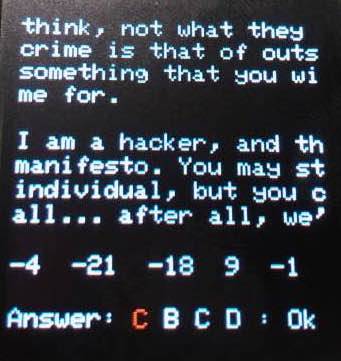 think, not what they
crime is that of outs
something that you wi
me for.
I am a hacker, and th
manifesto. You may st
individual, but you c
all... after all, we'
-4 -21 -18 9 -1
Answer: C B C D : Ok